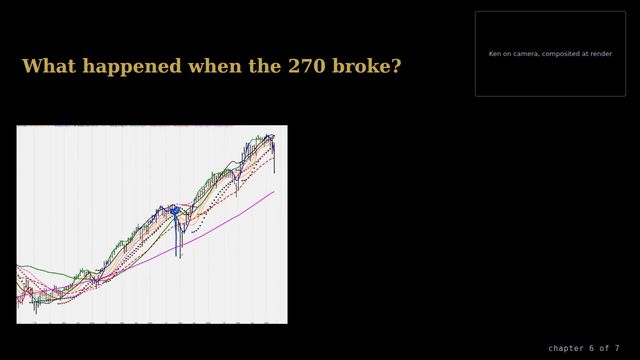 Ken on camera, composited at render
What happened when the 270 broke?
chapter 6 of 7